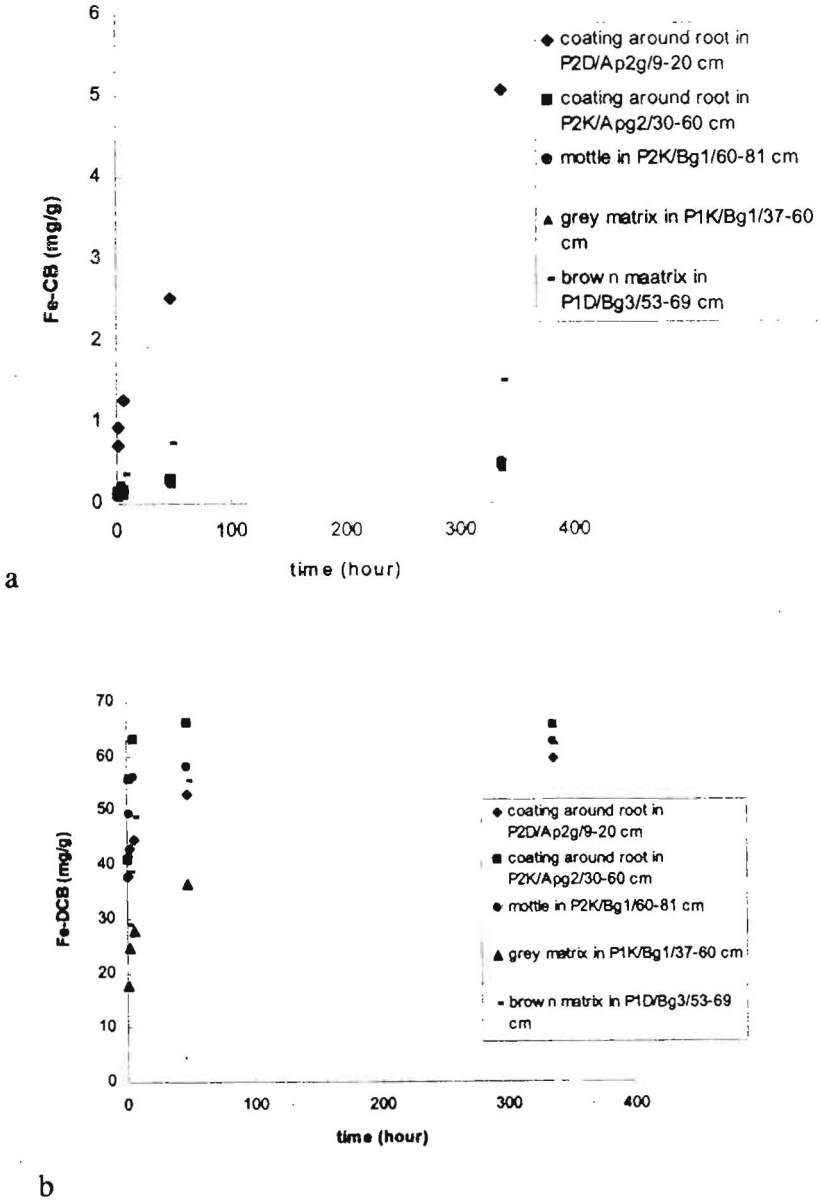 6
5
4
3
2
1
0
Fe-CB (mg/g)
0 100 200 300 400
time (hour)
coating around root in
P2D/Ap2g/9-20 cm
coating around root in
P2K/Apg2/30-60 cm
mottle in P2K/Bg1/60-81 cm
grey matrix in P1K/Bg1/37-60
cm
brown maatrix in
P1D/Bg3/53-69 cm
a
70
60
50
40
30
20
10
0
Fe-DCB (mg/g)
0 100 200 300 400
time (hour)
coating around root in
P2D/Ap2g/9-20 cm
coating around root in
P2K/Apg2/30-60 cm
mottle in P2K/Bg1/60-81 cm
grey matrix in P1K/Bg1/37-60 cm
brown matrix in P1D/Bg3/53-69
cm
b